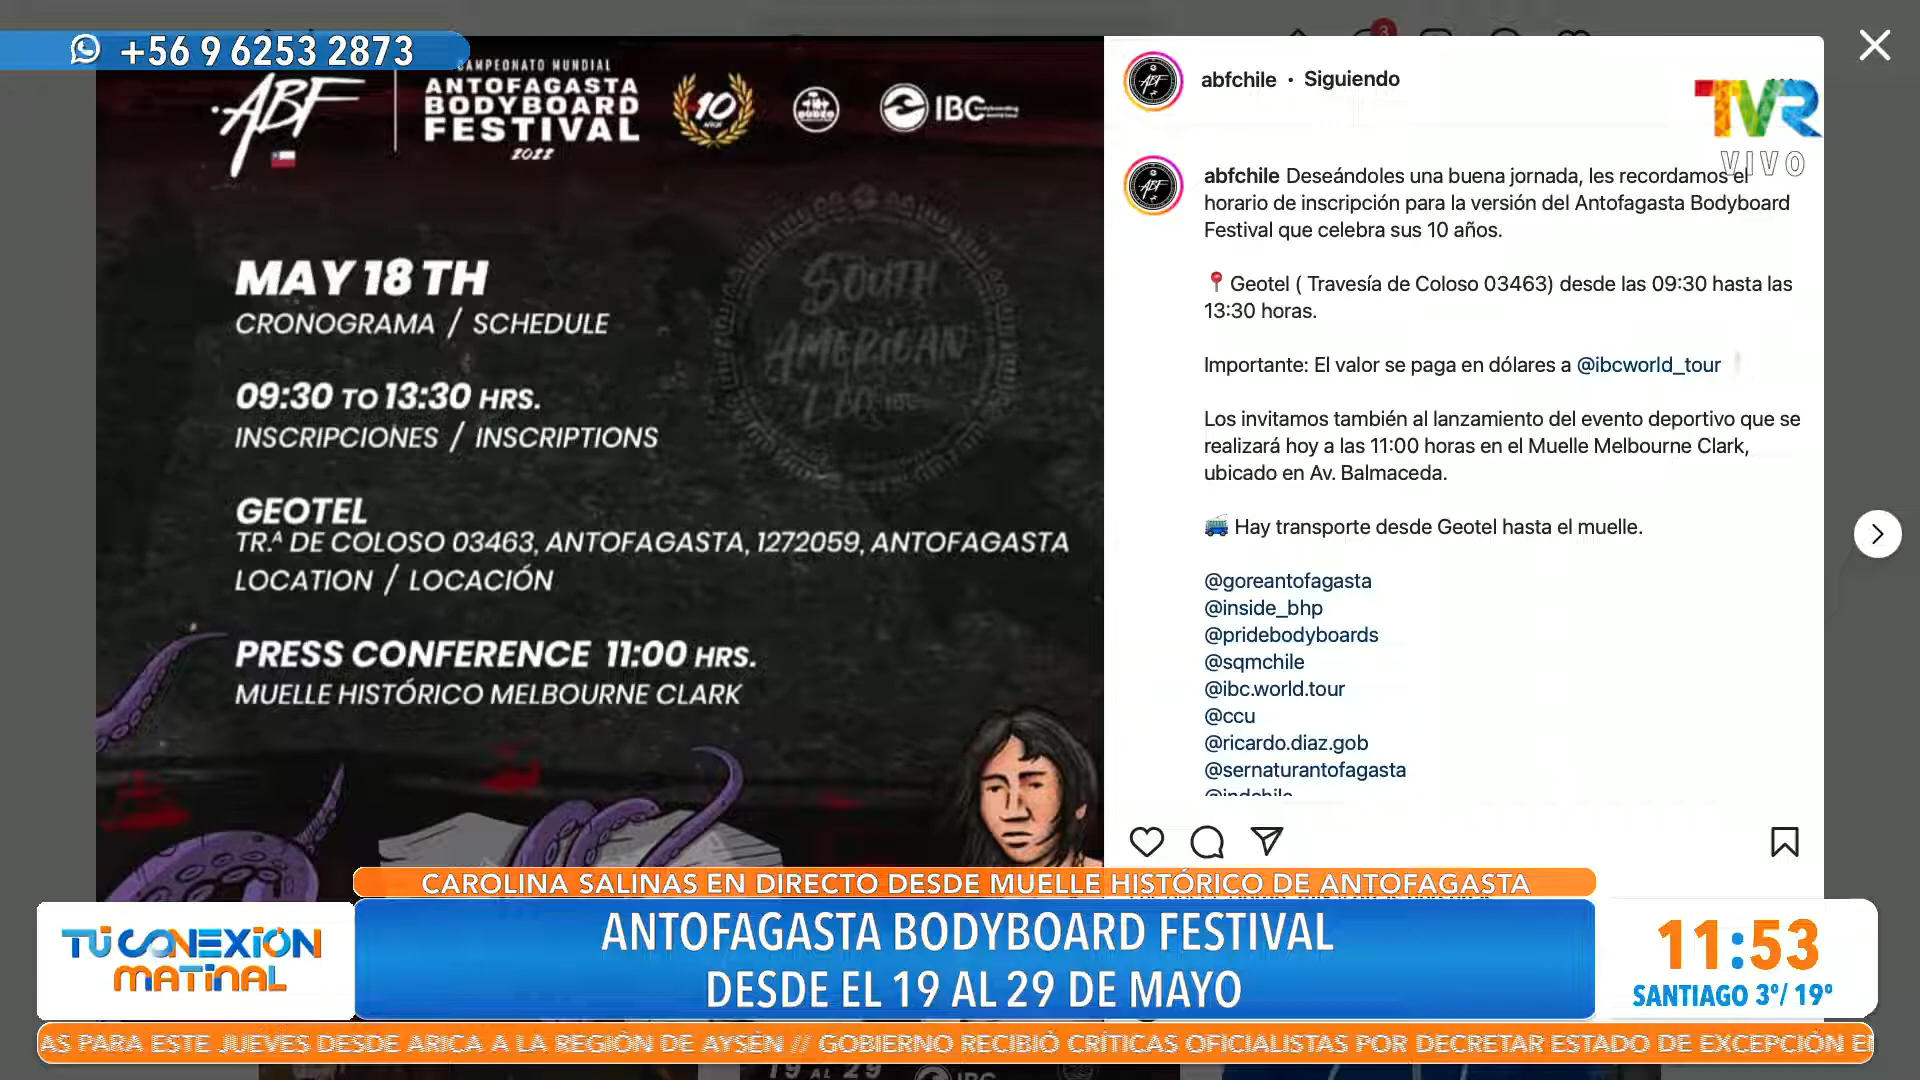 +56 9 6253 2873
ABF
CAMPEONATO MUNDIAL
ANTOFAGASTA
BODYBOARD
FESTIVAL
2022
10
IBC
MAY 18 TH
CRONOGRAMA / SCHEDULE
09:30 TO 13:30 HRS.
INSCRIPCIONES / INSCRIPTIONS
GEOTEL
TR.ᴬ DE COLOSO 03463, ANTOFAGASTA, 1272059, ANTOFAGASTA
LOCATION / LOCACIÓN
PRESS CONFERENCE 11:00 HRS.
MUELLE HISTÓRICO MELBOURNE CLARK
SOUTH
AMERICAN
3
abfchile • Siguiendo
TVR
VIVO
abfchile Deseándoles una buena jornada, les recordamos el
horario de inscripción para la versión del Antofagasta Bodyboard
Festival que celebra sus 10 años.
📍Geotel ( Travesía de Coloso 03463) desde las 09:30 hasta las
13:30 horas.
Importante: El valor se paga en dólares a @ibcworld_tour
Los invitamos también al lanzamiento del evento deportivo que se
realizará hoy a las 11:00 horas en el Muelle Melbourne Clark,
ubicado en Av. Balmaceda.
🚎 Hay transporte desde Geotel hasta el muelle.
@goreantofagasta
@inside_bhp
@pridebodyboards
@sqmchile
@ibc.world.tour
@ccu
@ricardo.diaz.gob
@sernaturantofagasta
@indchile
CAROLINA SALINAS EN DIRECTO DESDE MUELLE HISTÓRICO DE ANTOFAGASTA
TÚ CONEXIÓN
MATINAL
ANTOFAGASTA BODYBOARD FESTIVAL
DESDE EL 19 AL 29 DE MAYO
11:53
SANTIAGO 3º/ 19º
AS PARA ESTE JUEVES DESDE ARICA A LA REGIÓN DE AYSÉN // GOBIERNO RECIBIÓ CRÍTICAS OFICIALISTAS POR DECRETAR ESTADO DE EXCEPCIÓN E
19 AL 29
IBC